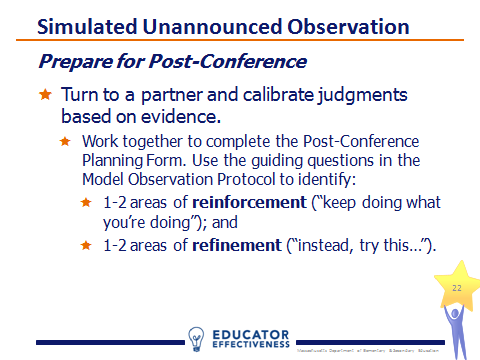 Simulated Unannounced Observation
Prepare for Post-Conference
Turn to a partner and calibrate judgments
based on evidence.
Work together to complete the Post-Conference
Planning Form. Use the guiding questions in the
Model Observation Protocol to identify:
1-2 areas of reinforcement (“keep doing what
you’re doing”); and
1-2 areas of refinement (“instead, try this…”).
22
EDUCATOR
EFFECTIVENESS
Massachusetts Department of Elementary & Secondary Education